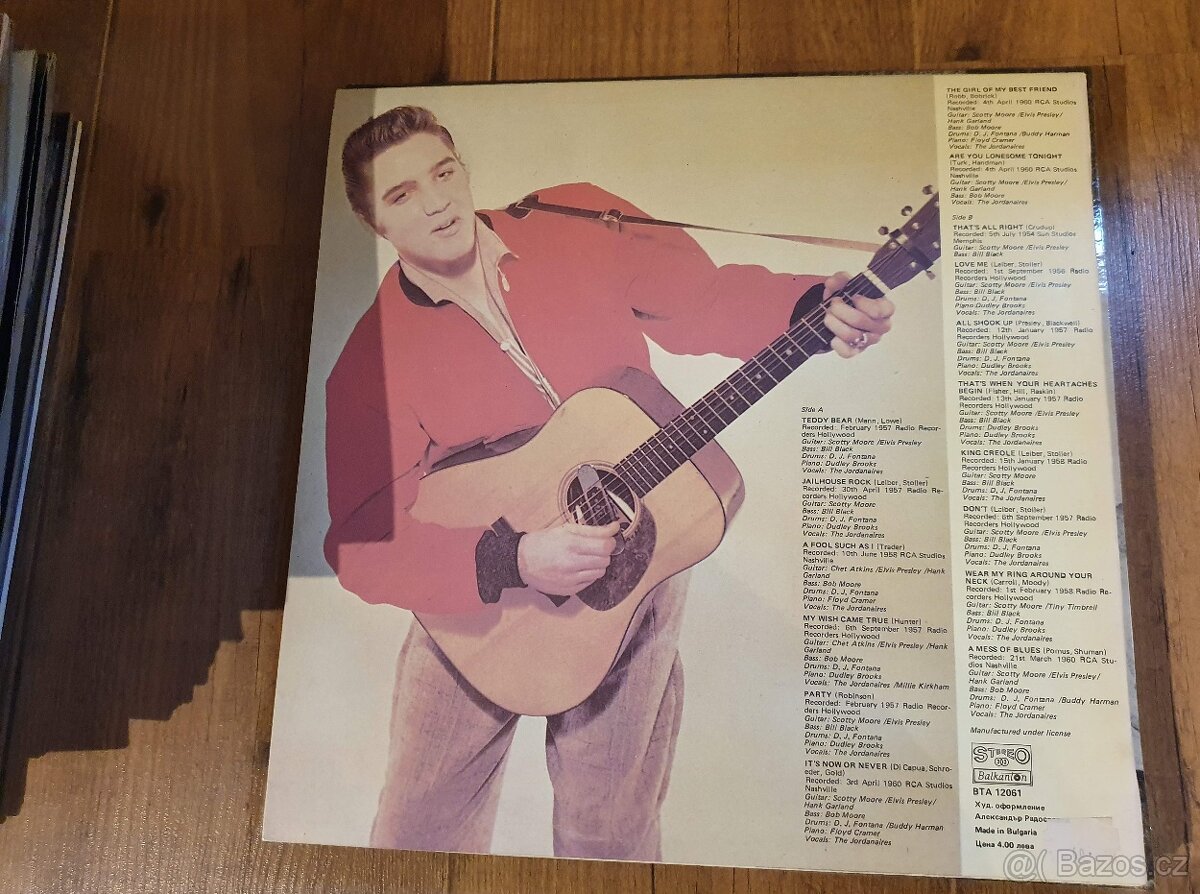 Side A
TEDDY BEAR (Mann, Lowe)
Recorded: February 1957 Radio Recor-
ders Hollywood
Guitar: Scotty Moore /Elvis Presley
Bass: Bill Black
Drums: D. J. Fontana
Piano: Dudley Brooks
Vocals: The Jordanaires
JAILHOUSE ROCK (Leiber, Stoller)
Recorded: 30th April 1957 Radio Re-
corders Hollywood
Guitar: Scotty Moore
Bass: Bill Black
Drums: D. J. Fontana
Piano: Dudley Brooks
Vocals: The Jordanaires
A FOOL SUCH AS I (Trader)
Recorded: 10th June 1958 RCA Studios
Nashville
Guitar: Chet Atkins /Elvis Presley /Hank
Garland
Bass: Bob Moore
Drums: D. J. Fontana
Piano: Floyd Cramer
Vocals: The Jordanaires
MY WISH CAME TRUE (Hunter)
Recorded: 6th September 1957 Radio
Recorders Hollywood
Guitar: Chet Atkins /Elvis Presley /Hank
Garland
Bass: Bob Moore
Drums: D. J. Fontana
Piano: Dudley Brooks
Vocals: The Jordanaires /Millie Kirkham
PARTY (Robinson)
Recorded: February 1957 Radio Recor-
ders Hollywood
Guitar: Scotty Moore /Elvis Presley
Bass: Bill Black
Drums: D. J. Fontana
Piano: Dudley Brooks
Vocals: The Jordanaires
IT'S NOW OR NEVER (Di Capua, Schro-
eder, Gold)
Recorded: 3rd April 1960 RCA Studios
Nashville
Guitar: Scotty Moore /Elvis Presley/
Hank Garland
Bass: Bob Moore
Drums: D. J. Fontana /Buddy Harman
Piano: Floyd Cramer
Vocals: The Jordanaires
THE GIRL OF MY BEST FRIEND
(Robb, Bobrick)
Recorded: 4th April 1960 RCA Studios
Nashville
Guitar: Scotty Moore /Elvis Presley/
Hank Garland
Bass: Bob Moore
Drums: D. J. Fontana /Buddy Harman
Piano: Floyd Cramer
Vocals: The Jordanaires
ARE YOU LONESOME TONIGHT
(Turk, Handman)
Recorded: 4th April 1960 RCA Studios
Nashville
Guitar: Scotty Moore /Elvis Presley/
Hank Garland
Bass: Bob Moore
Vocals: The Jordanaires
Side B
THAT'S ALL RIGHT (Crudup)
Recorded: 5th July 1954 Sun Studios
Memphis
Guitar: Scotty Moore /Elvis Presley
Bass: Bill Black
LOVE ME (Leiber, Stoller)
Recorded: 1st September 1956 Radio
Recorders Hollywood
Guitar: Scotty Moore /Elvis Presley
Bass: Bill Black
Drums: D. J. Fontana
Piano: Dudley Brooks
Vocals: The Jordanaires
ALL SHOOK UP (Presley, Blackwell)
Recorded: 12th January 1957 Radio
Recorders Hollywood
Guitar: Scotty Moore /Elvis Presley
Bass: Bill Black
Drums: D. J. Fontana
Piano: Dudley Brooks
Vocals: The Jordanaires
THAT'S WHEN YOUR HEARTACHES
BEGIN (Fisher, Hill, Raskin)
Recorded: 13th January 1957 Radio
Recorders Hollywood
Guitar: Scotty Moore /Elvis Presley
Bass: Bill Black
Drums: Dudley Brooks
Piano: Dudley Brooks
Vocals: The Jordanaires
KING CREOLE (Leiber, Stoller)
Recorded: 15th January 1958 Radio
Recorders Hollywood
Guitar: Scotty Moore
Bass: Bill Black
Drums: D. J. Fontana
Vocals: The Jordanaires
DON'T (Leiber, Stoller)
Recorded: 6th September 1957 Radio
Recorders Hollywood
Guitar: Scotty Moore /Elvis Presley
Bass: Bill Black
Drums: D. J. Fontana
Piano: Dudley Brooks
Vocals: The Jordanaires
WEAR MY RING AROUND YOUR
NECK (Carroll, Moody)
Recorded: 1st February 1958 Radio Re-
corders Hollywood
Guitar: Scotty Moore /Tiny Timbrell
Bass: Bill Black
Drums: D. J. Fontana
Piano: Dudley Brooks
Vocals: The Jordanaires
A MESS OF BLUES (Pomus, Shuman)
Recorded: 21st March 1960 RCA Stu-
dios Nashville
Guitar: Scotty Moore /Elvis Presley/
Hank Garland
Bass: Bob Moore
Drums: D. J. Fontana /Buddy Harman
Piano: Floyd Cramer
Vocals: The Jordanaires
Manufactured under license
STEREO
Balkanton
BTA 12061
Худ. оформление
Александър
Made in Bulgaria
Цена 4.00 лева
Bazos.cz